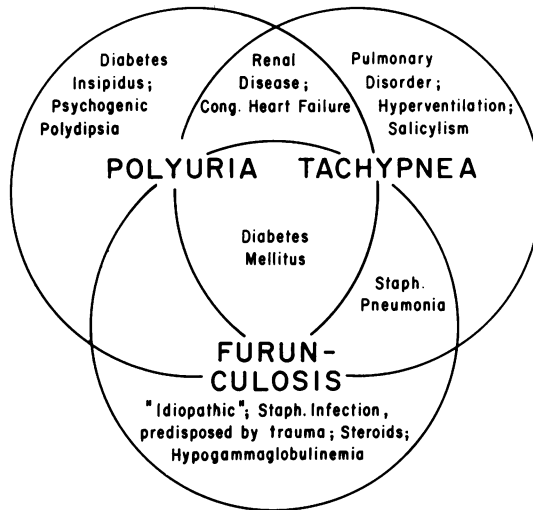 Diabetes
Insipidus;
Psychogenic
Polydipsia
Renal
Disease;
Cong. Heart Failure
Pulmonary
Disorder;
Hyperventilation;
Salicylism
POLYURIA
TACHYPNEA
Diabetes
Mellitus
Staph.
Pneumonia
FURUN-
CULOSIS
"Idiopathic"; Staph. Infection,
predisposed by trauma; Steroids;
Hypogammaglobulinemia